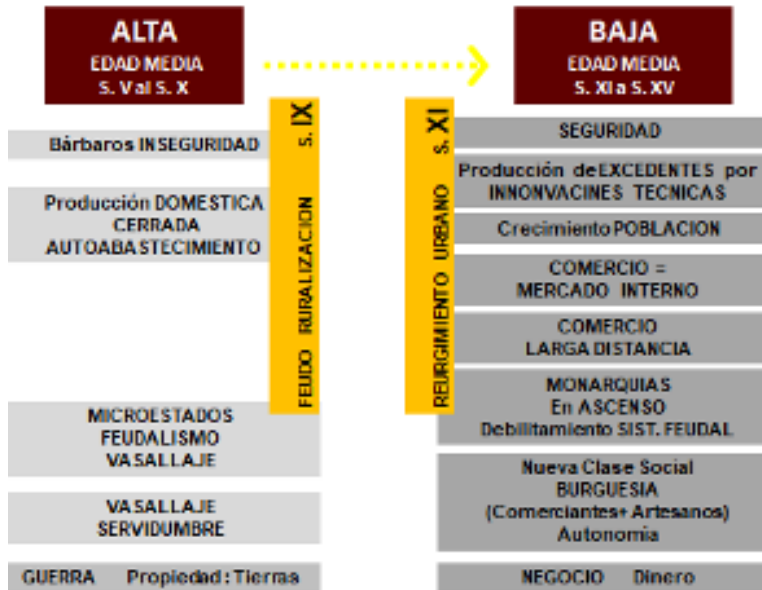 ALTA
EDAD MEDIA
S. V al S. X
BAJA
EDAD MEDIA
S. XI a S. XV
Bárbaros INSEGURIDAD
Producción DOMESTICA
CERRADA
AUTOABASTECIMIENTO
MICROESTADOS
FEUDALISMO
VASALLAJE
VASALLAJE
SERVIDUMBRE
GUERRA Propiedad: Tierras
FEUDO RURALIZACION S. IX
REURGIMIENTO URBANO S. XI
SEGURIDAD
Producción de EXCEDENTES por
INNONVACINES TECNICAS
Crecimiento POBLACION
COMERCIO =
MERCADO INTERNO
COMERCIO
LARGA DISTANCIA
MONARQUIAS
En ASCENSO
Debilitamiento SIST. FEUDAL
Nueva Clase Social
BURGUESIA
(Comerciantes+ Artesanos)
Autonomía
NEGOCIO Dinero